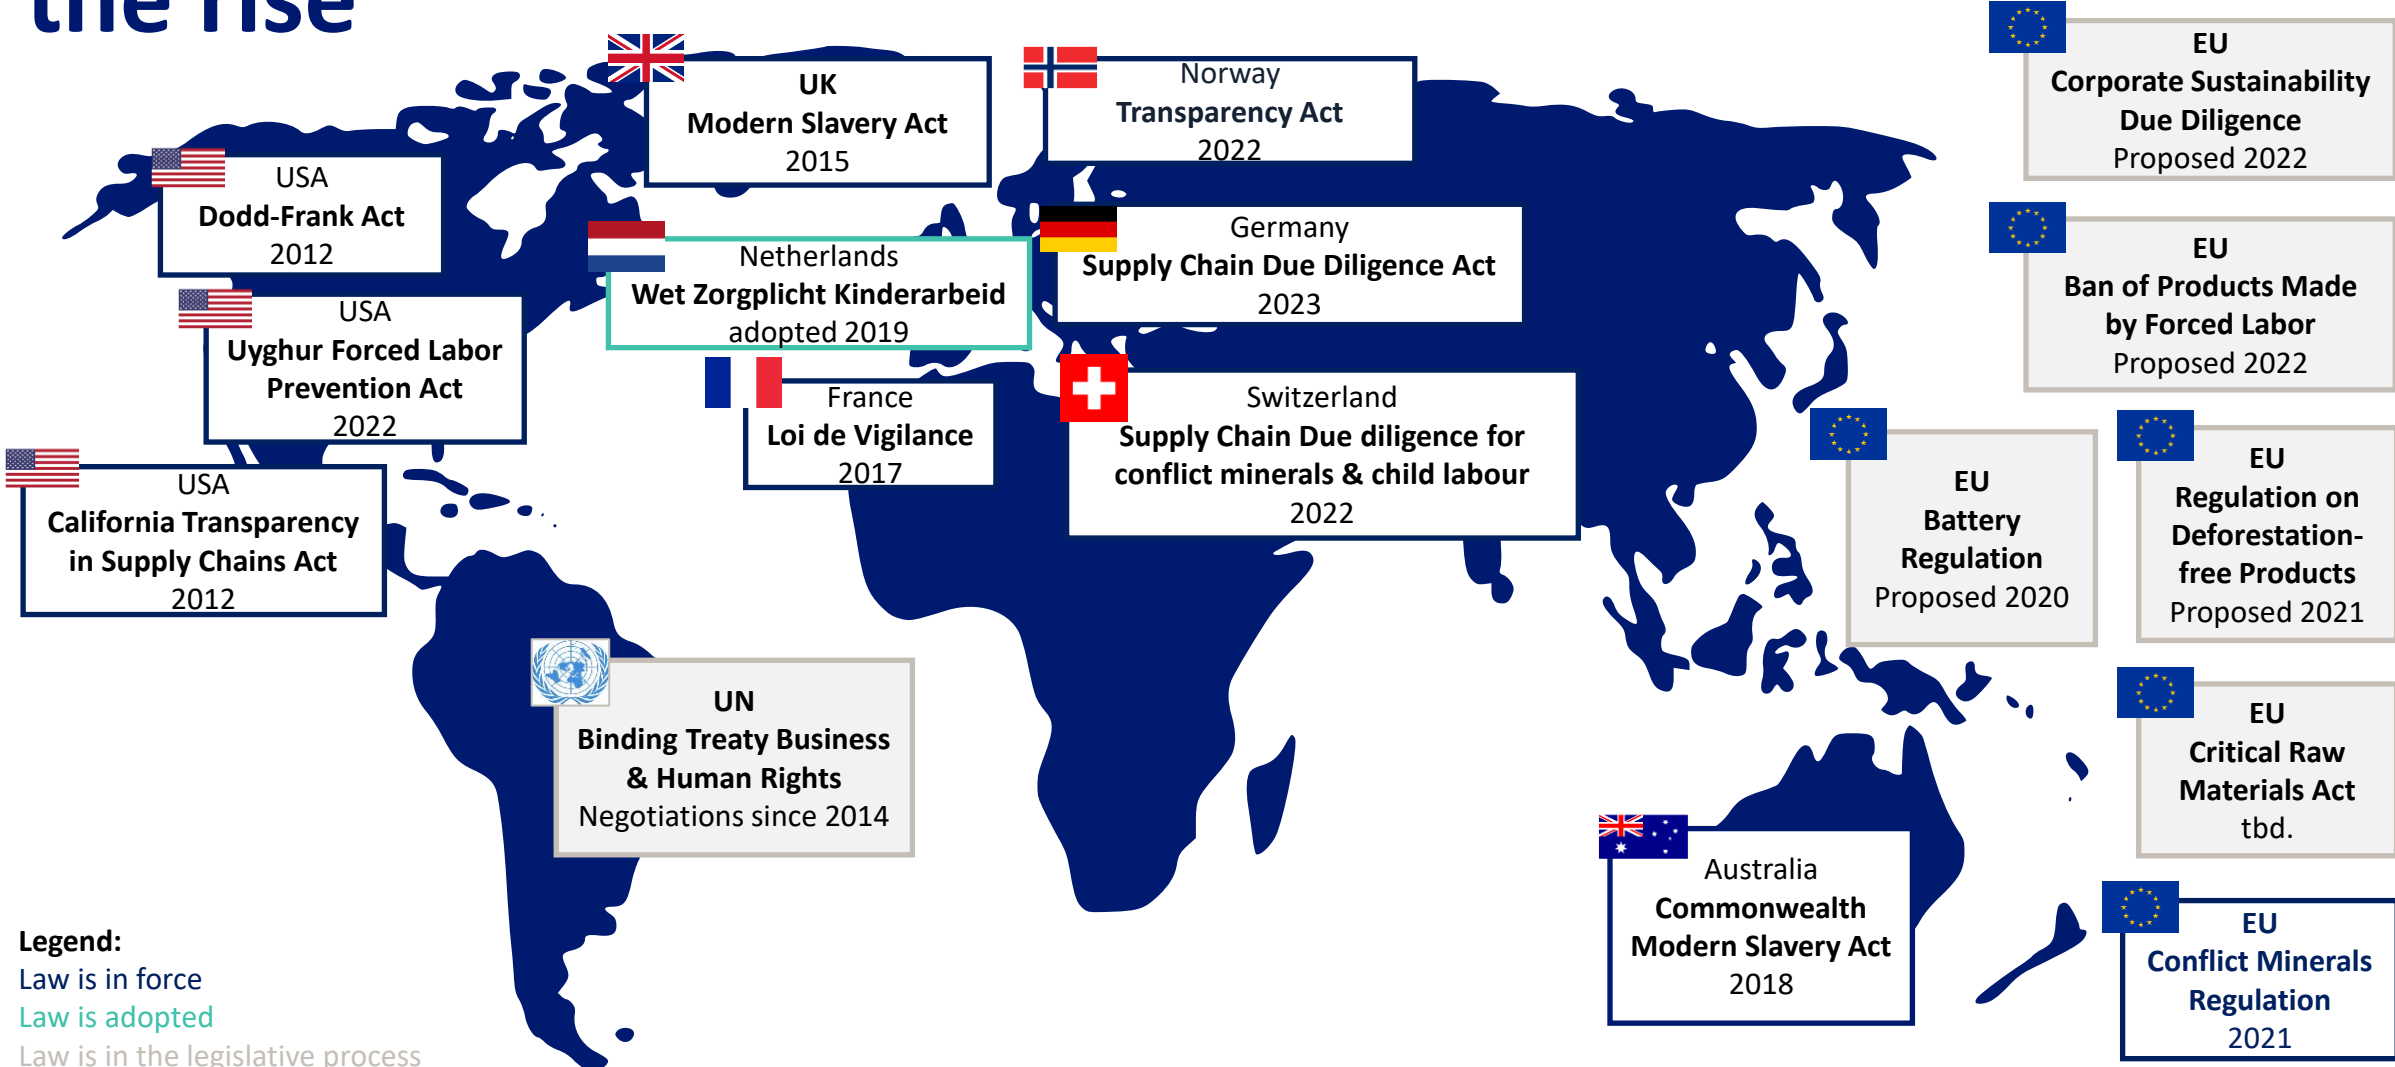 the rise
UK
Modern Slavery Act
2015
Norway
Transparency Act
2022
EU
Corporate Sustainability
Due Diligence
Proposed 2022
USA
Dodd-Frank Act
2012
Netherlands
Wet Zorgplicht Kinderarbeid
adopted 2019
Germany
Supply Chain Due Diligence Act
2023
EU
Ban of Products Made
by Forced Labor
Proposed 2022
USA
Uyghur Forced Labor
Prevention Act
2022
France
Loi de Vigilance
2017
Switzerland
Supply Chain Due diligence for
conflict minerals & child labour
2022
EU
Battery
Regulation
Proposed 2020
EU
Regulation on
Deforestation-
free Products
Proposed 2021
USA
California Transparency
in Supply Chains Act
2012
UN
Binding Treaty Business
& Human Rights
Negotiations since 2014
EU
Critical Raw
Materials Act
tbd.
Australia
Commonwealth
Modern Slavery Act
2018
EU
Conflict Minerals
Regulation
2021
Legend:
Law is in force
Law is adopted
Law is in the legislative process